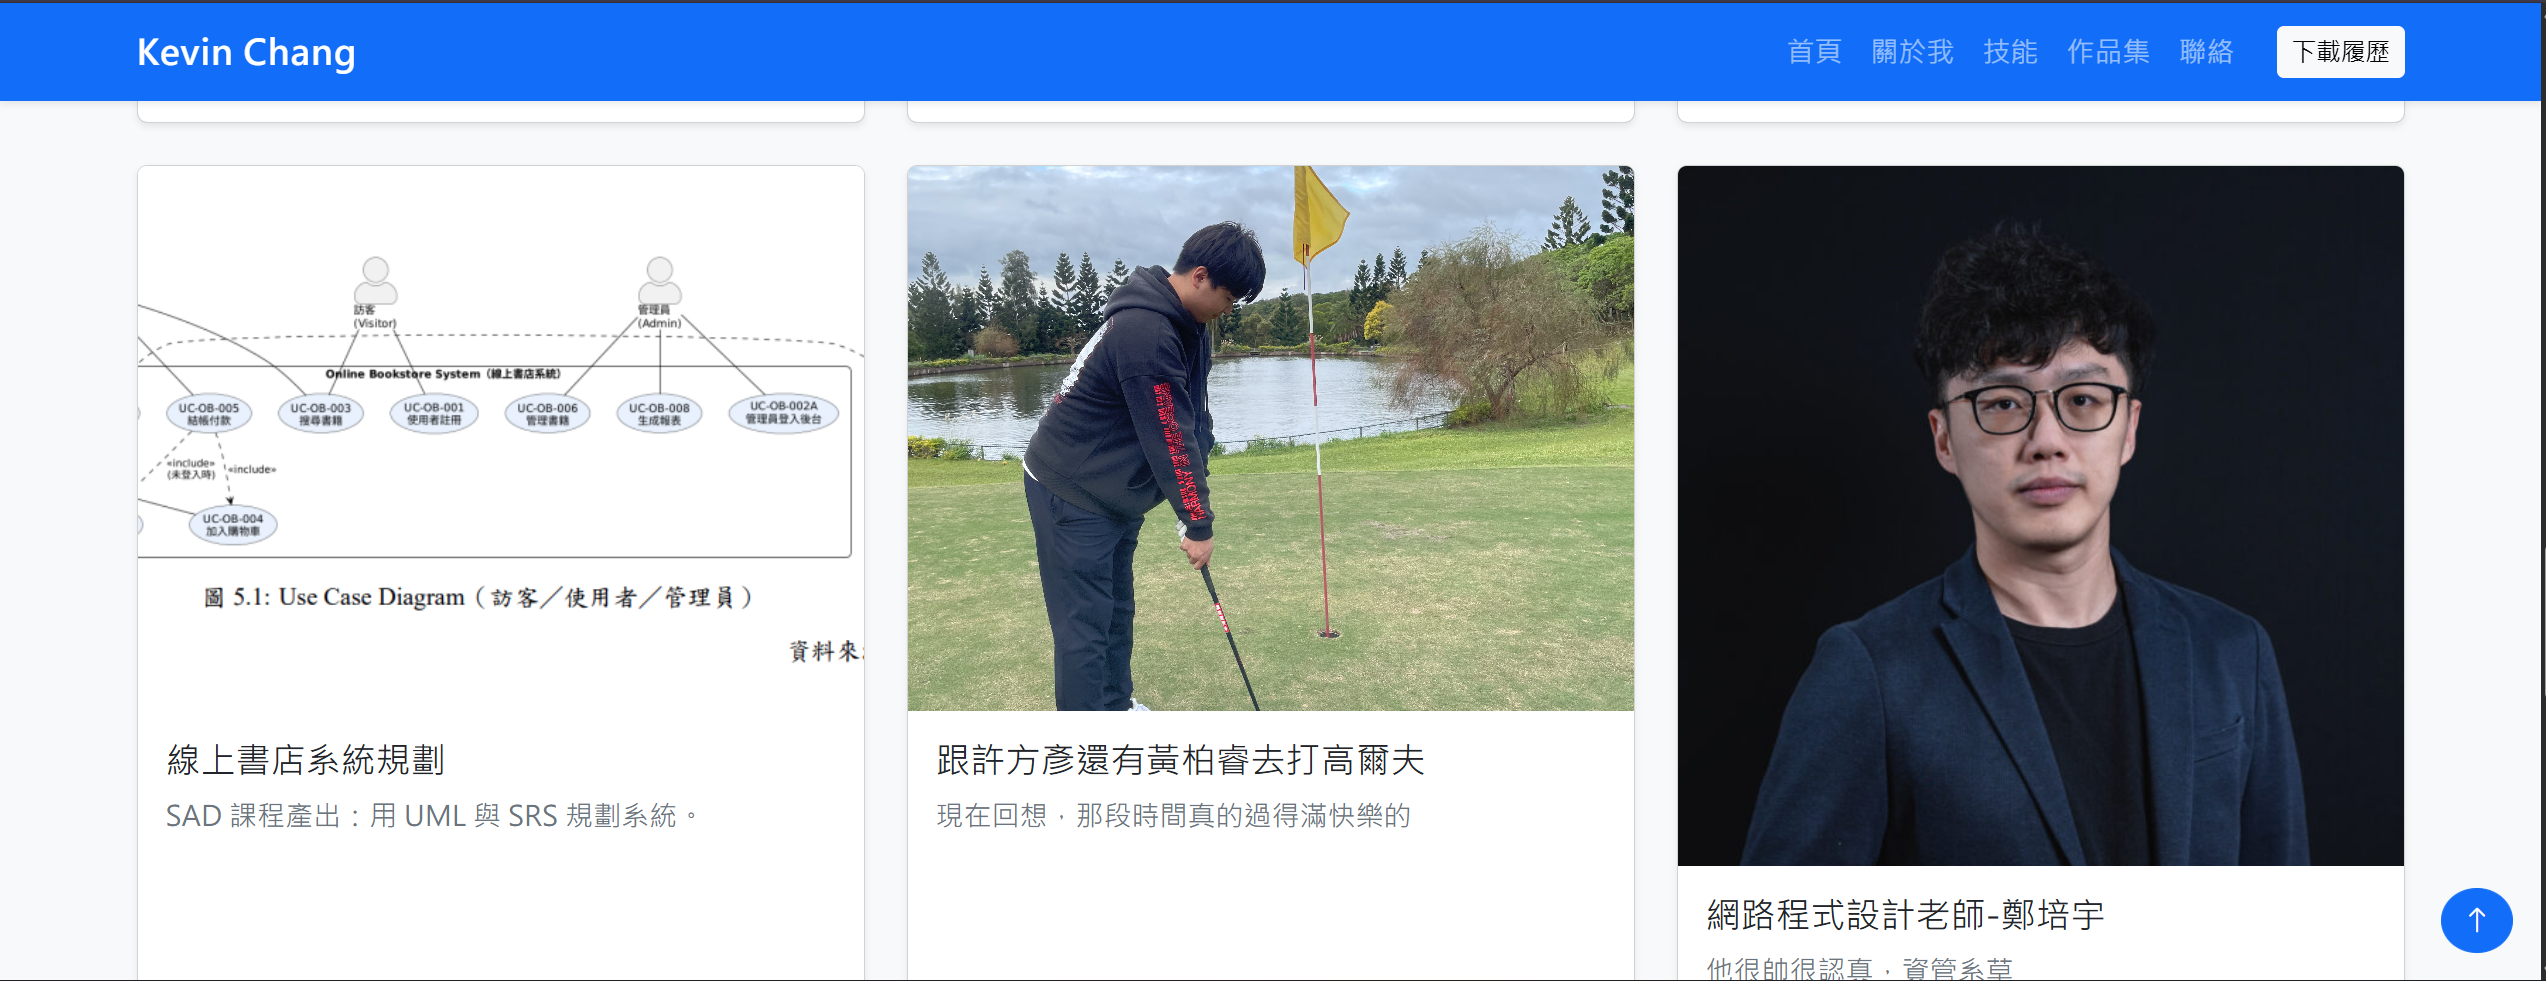 Kevin Chang
首頁 關於我 技能 作品集 聯絡 下載履歷
訪客
(Visitor)
管理員
(Admin)
Online Bookstore System (線上書店系統)
UC-OB-005
結帳付款
UC-OB-003
搜尋書籍
UC-OB-001
使用者註冊
UC-OB-006
管理書籍
UC-OB-008
生成報表
UC-OB-002A
管理員登入後台
«include»
(未登入時)
«include»
UC-OB-004
加入購物車
圖 5.1: Use Case Diagram（訪客／使用者／管理員）
資料來
線上書店系統規劃
SAD 課程產出：用 UML 與 SRS 規劃系統。
跟許方彥還有黃柏睿去打高爾夫
現在回想，那段時間真的過得滿快樂的
網路程式設計老師-鄭培宇
他很帥很認真，資管系草